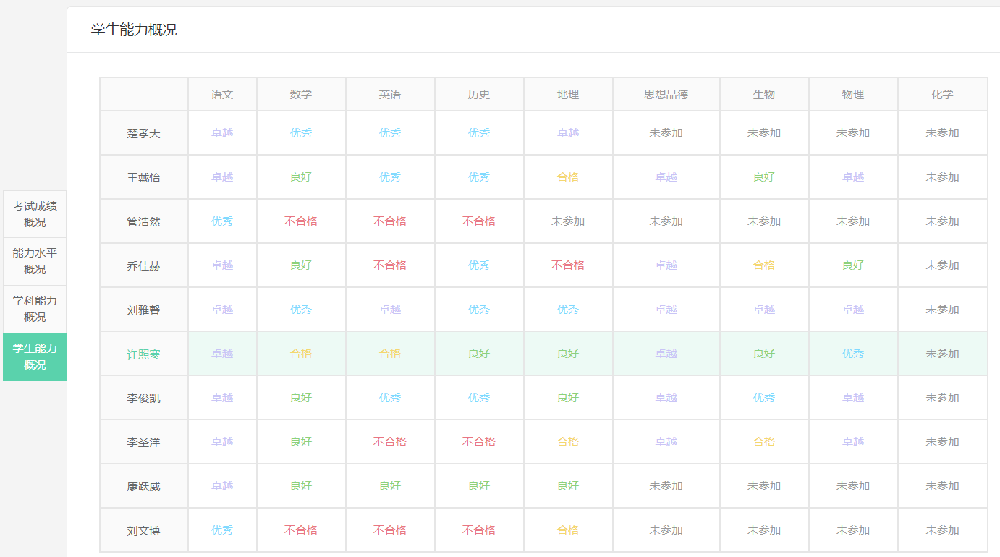 学生能力概况
语文 数学 英语 历史 地理 思想品德 生物 物理 化学
楚孝天 卓越 优秀 优秀 优秀 卓越 未参加 未参加 未参加 未参加
王戴怡 卓越 良好 优秀 优秀 合格 卓越 良好 卓越 未参加
管浩然 优秀 不合格 不合格 不合格 未参加 未参加 未参加 未参加 未参加
乔佳赫 卓越 良好 不合格 优秀 不合格 卓越 合格 良好 未参加
刘雅馨 卓越 优秀 卓越 优秀 优秀 卓越 卓越 卓越 未参加
许照寒 卓越 合格 合格 良好 良好 卓越 良好 优秀 未参加
李俊凯 卓越 良好 优秀 优秀 良好 卓越 优秀 卓越 未参加
李圣洋 卓越 良好 不合格 不合格 合格 卓越 合格 卓越 未参加
康跃威 卓越 良好 良好 良好 良好 未参加 未参加 未参加 未参加
刘文博 优秀 不合格 不合格 不合格 合格 未参加 未参加 未参加 未参加
考试成绩
概况
能力水平
概况
学科能力
概况
学生能力
概况